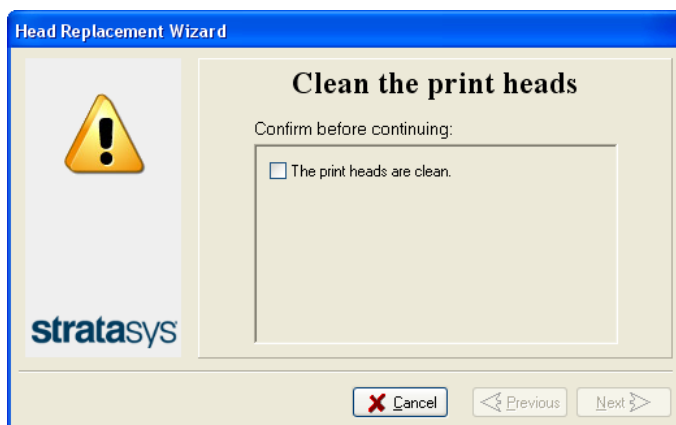 Head Replacement Wizard
Clean the print heads
Confirm before continuing:
The print heads are clean.
stratasys
Cancel
Previous
Next